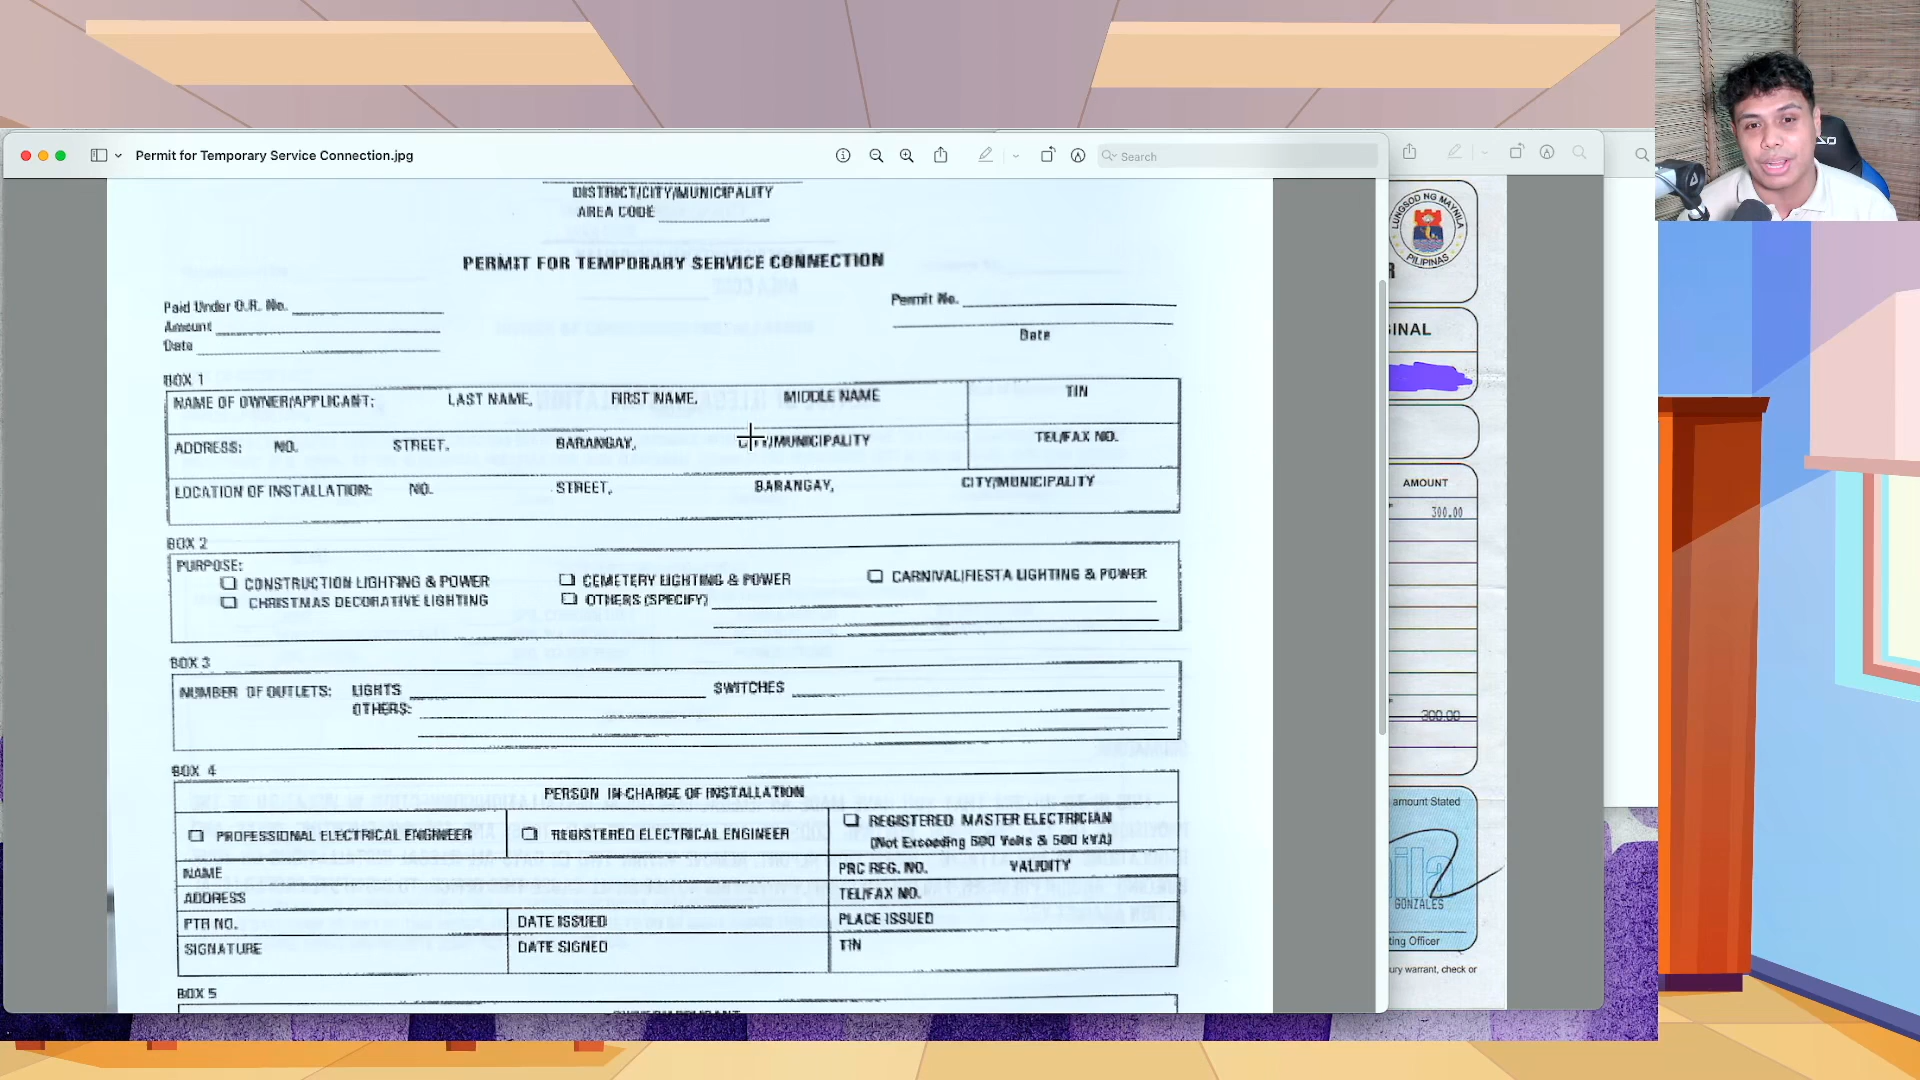 Permit for Temporary Service Connection.jpg
Search
DISTRICT/CITY/MUNICIPALITY
AREA CODE
PERMIT FOR TEMPORARY SERVICE CONNECTION
Paid Under O.R. No.
Amount
Date
Permit No.
Date
BOX 1
NAME OF OWNER/APPLICANT: LAST NAME, FIRST NAME, MIDDLE NAME TIN
ADDRESS: NO. STREET, BARANGAY, CITY/MUNICIPALITY TEL/FAX NO.
LOCATION OF INSTALLATION: NO. STREET, BARANGAY, CITY/MUNICIPALITY
BOX 2
PURPOSE:
CONSTRUCTION LIGHTING & POWER CEMETERY LIGHTING & POWER CARNIVAL/FIESTA LIGHTING & POWER
CHRISTMAS DECORATIVE LIGHTING OTHERS (SPECIFY)
BOX 3
NUMBER OF OUTLETS: LIGHTS SWITCHES
OTHERS:
BOX 4
PERSON IN-CHARGE OF INSTALLATION
PROFESSIONAL ELECTRICAL ENGINEER REGISTERED ELECTRICAL ENGINEER REGISTERED MASTER ELECTRICIAN
(Not Exceeding 600 Volts & 500 kVA)
NAME PRC REG. NO. VALIDITY
ADDRESS TEL/FAX NO.
PTR NO. DATE ISSUED PLACE ISSUED
SIGNATURE DATE SIGNED TIN
BOX 5
LUNGSOD NG MAYNILA
PILIPINAS
R
GINAL
AMOUNT
300.00
300.00
amount Stated
nila
GONZALES
ting Officer
ury warrant, check or